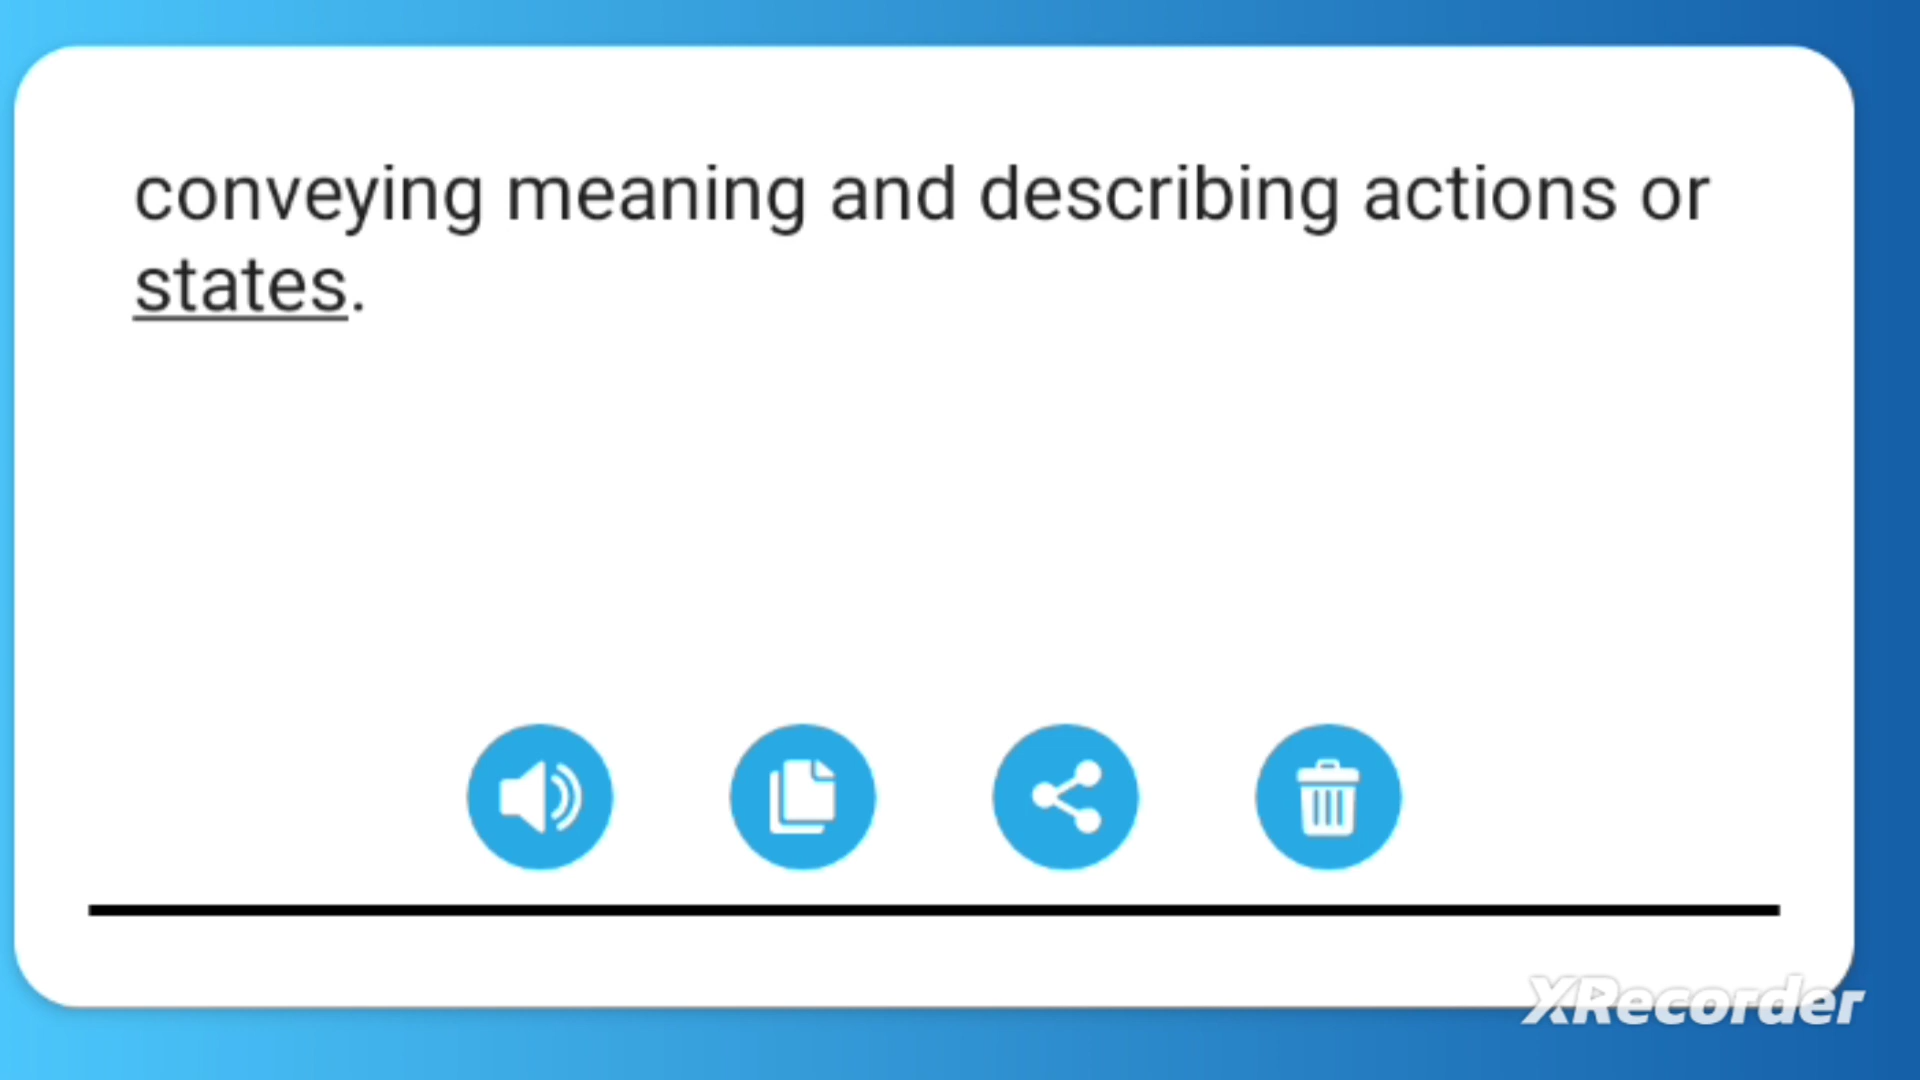 conveying meaning and describing actions or
states.
XRecorder